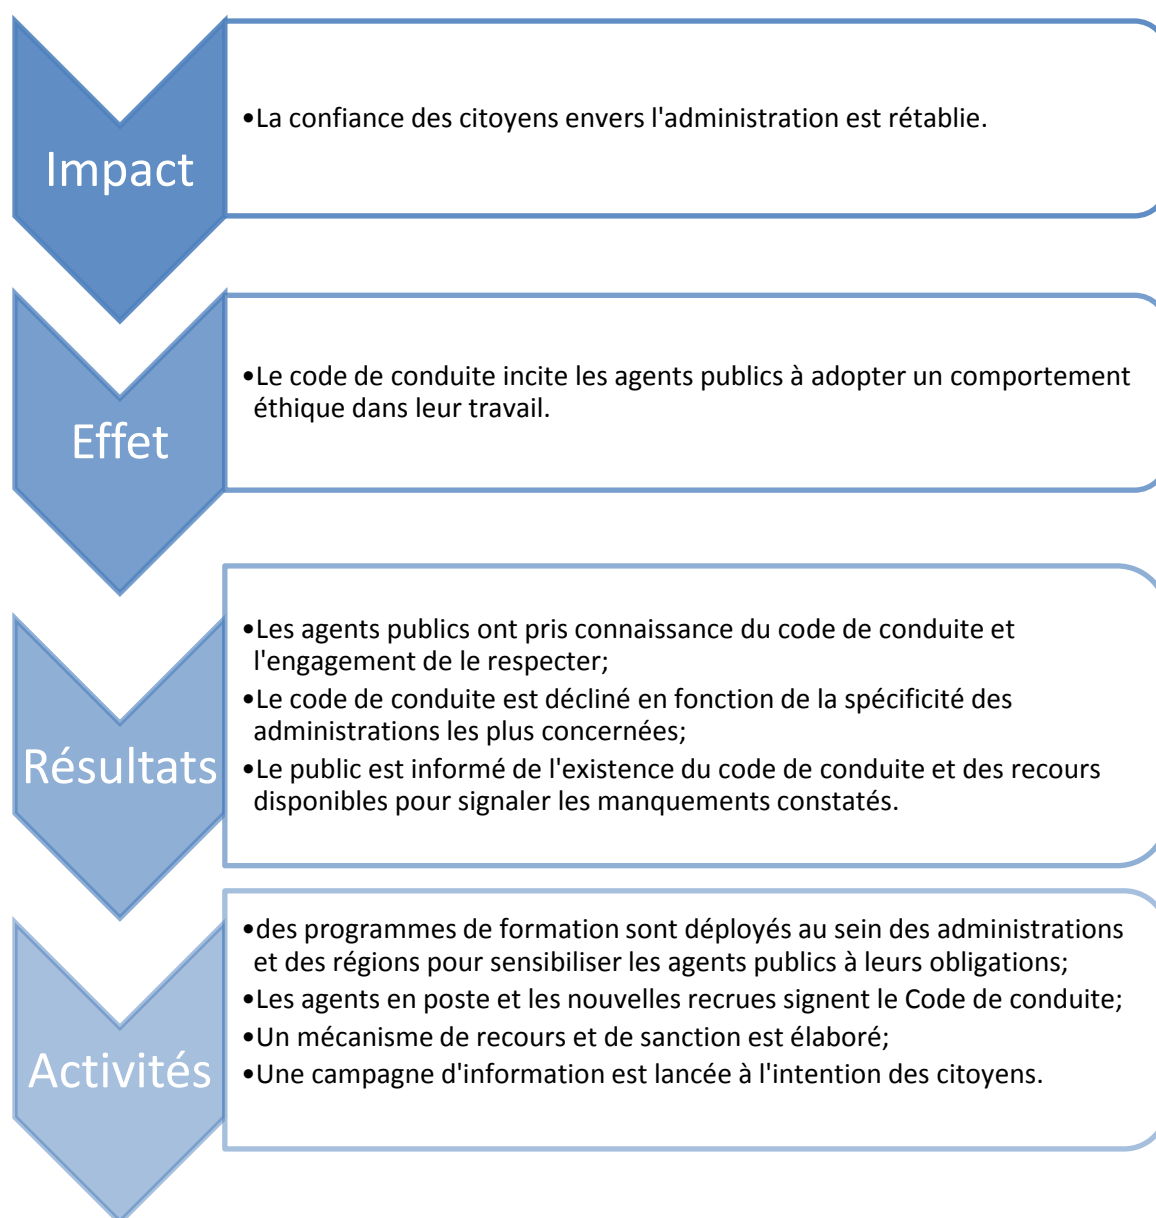 Impact
•La confiance des citoyens envers l'administration est rétablie.
Effet
•Le code de conduite incite les agents publics à adopter un comportement
éthique dans leur travail.
Résultats
•Les agents publics ont pris connaissance du code de conduite et
l'engagement de le respecter;
•Le code de conduite est décliné en fonction de la spécificité des
administrations les plus concernées;
•Le public est informé de l'existence du code de conduite et des recours
disponibles pour signaler les manquements constatés.
Activités
•des programmes de formation sont déployés au sein des administrations
et des régions pour sensibiliser les agents publics à leurs obligations;
•Les agents en poste et les nouvelles recrues signent le Code de conduite;
•Un mécanisme de recours et de sanction est élaboré;
•Une campagne d'information est lancée à l'intention des citoyens.